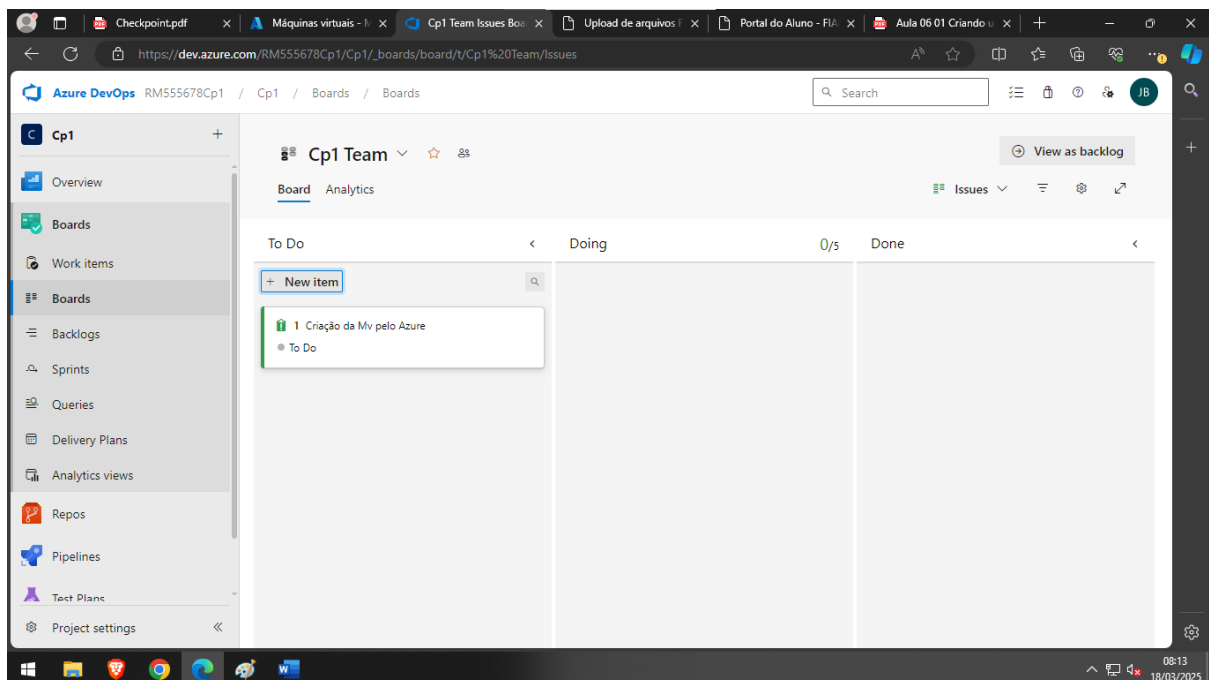 Checkpoint.pdf
Máquinas virtuais - M
Cp1 Team Issues Boa
Upload de arquivos F
Portal do Aluno - FIA
Aula 06 01 Criando u
https://dev.azure.com/RM555678Cp1/Cp1/_boards/board/t/Cp1%20Team/Issues
Azure DevOps RM555678Cp1 / Cp1 / Boards / Boards
Search
JB
C Cp1
Cp1 Team
View as backlog
Overview
Board Analytics
Issues
Boards
To Do
Doing 0/5
Done
Work items
+ New item
Boards
1 Criação da Mv pelo Azure
To Do
Backlogs
Sprints
Queries
Delivery Plans
Analytics views
Repos
Pipelines
Test Plans
Project settings
08:13
18/03/2025